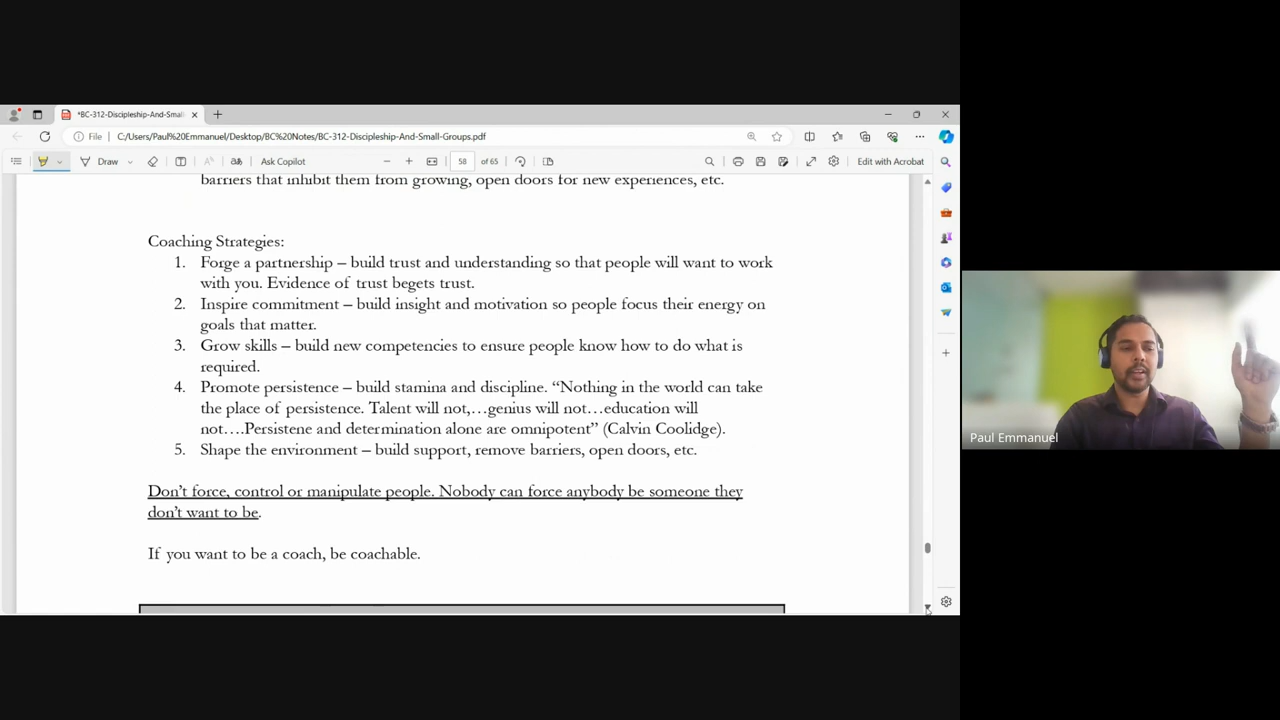 *BC-312-Discipleship-And-Small
File
C:/Users/Paul%20Emmanuel/Desktop/BC%20Notes/BC-312-Discipleship-And-Small-Groups.pdf
Draw
Ask Copilot
58 of 65
Edit with Acrobat
barriers that inhibit them from growing, open doors for new experiences, etc.
Coaching Strategies:
1. Forge a partnership – build trust and understanding so that people will want to work
with you. Evidence of trust begets trust.
2. Inspire commitment – build insight and motivation so people focus their energy on
goals that matter.
3. Grow skills – build new competencies to ensure people know how to do what is
required.
4. Promote persistence – build stamina and discipline. “Nothing in the world can take
the place of persistence. Talent will not,…genius will not…education will
not….Persistene and determination alone are omnipotent” (Calvin Coolidge).
5. Shape the environment – build support, remove barriers, open doors, etc.
Don’t force, control or manipulate people. Nobody can force anybody be someone they
don’t want to be.
If you want to be a coach, be coachable.
Paul Emmanuel